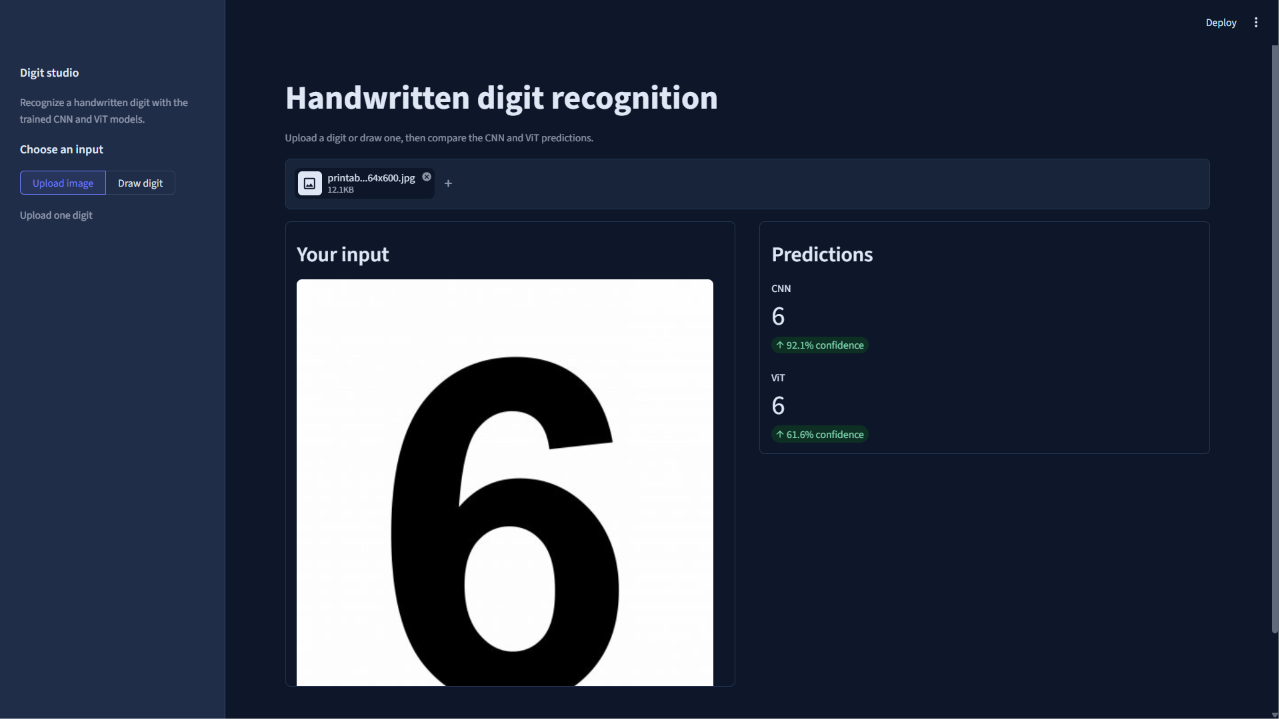 Deploy
Digit studio
Recognize a handwritten digit with the
trained CNN and ViT models.
Choose an input
Upload image
Draw digit
Upload one digit
Handwritten digit recognition
Upload a digit or draw one, then compare the CNN and ViT predictions.
printab...64x600.jpg
12.1KB
Your input
6
Predictions
CNN
6
↑ 92.1% confidence
ViT
6
↑ 61.6% confidence